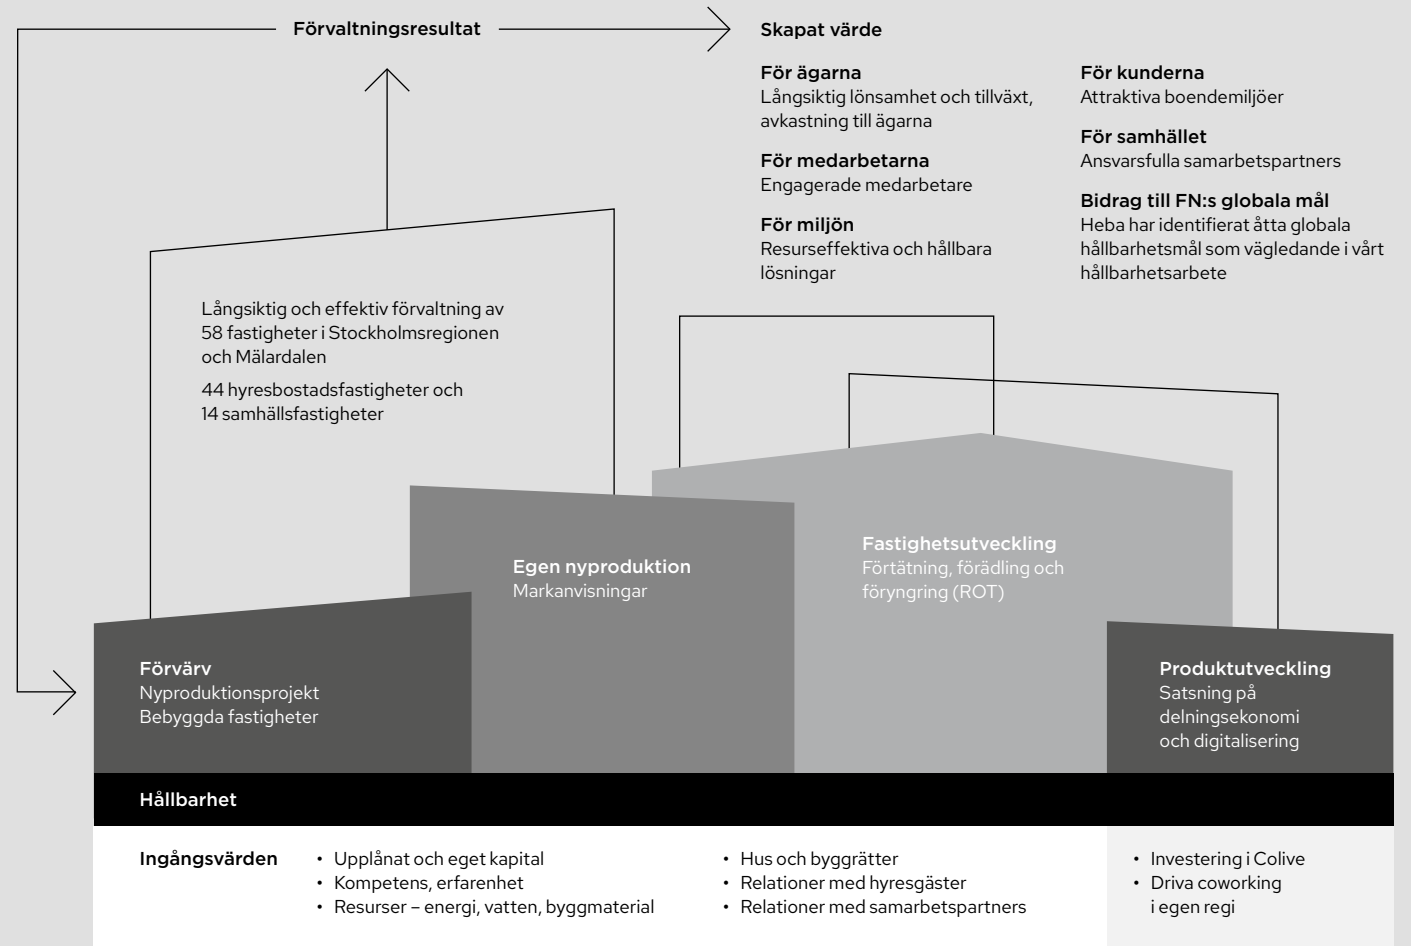 Förvaltningsresultat
Skapat värde
För ägarna
Långsiktig lönsamhet och tillväxt,
avkastning till ägarna
För medarbetarna
Engagerade medarbetare
För miljön
Resurseffektiva och hållbara
lösningar
För kunderna
Attraktiva boendemiljöer
För samhället
Ansvarsfulla samarbetspartners
Bidrag till FN:s globala mål
Heba har identifierat åtta globala
hållbarhetsmål som vägledande i vårt
hållbarhetsarbete
Långsiktig och effektiv förvaltning av
58 fastigheter i Stockholmsregionen
och Mälardalen
44 hyresbostadsfastigheter och
14 samhällsfastigheter
Förvärv
Nyproduktionsprojekt
Bebyggda fastigheter
Egen nyproduktion
Markanvisningar
Fastighetsutveckling
Förtätning, förädling och
föryngring (ROT)
Produktutveckling
Satsning på
delningsekonomi
och digitalisering
Hållbarhet
Ingångsvärden
• Upplånat och eget kapital
• Kompetens, erfarenhet
• Resurser – energi, vatten, byggmaterial
• Hus och byggrätter
• Relationer med hyresgäster
• Relationer med samarbetspartners
• Investering i Colive
• Driva coworking
i egen regi